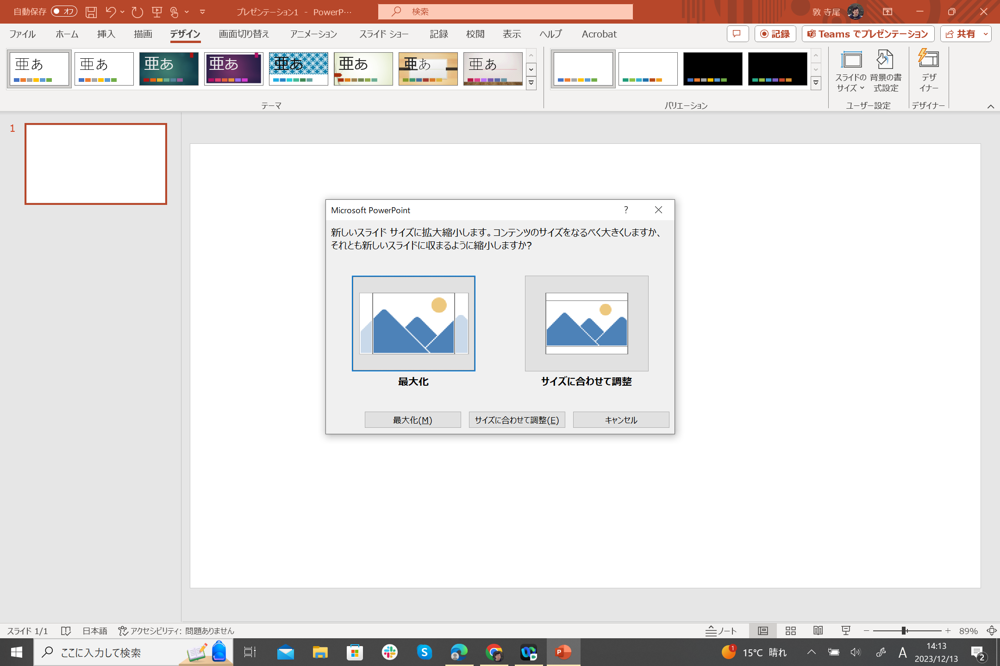 自動保存 オフ
プレゼンテーション1 - PowerP…
検索
敦 寺尾
ファイル ホーム 挿入 描画 デザイン 画面切り替え アニメーション スライド ショー 記録 校閲 表示 ヘルプ Acrobat
記録
Teams でプレゼンテーション
共有
亜あ 亜あ 亜あ 亜あ 亜あ 亜あ 亜あ 亜あ
スライドの
サイズ
背景の書
式設定
デザ
イナー
テーマ
バリエーション
ユーザー設定
デザイナー
1
Microsoft PowerPoint
?
新しいスライド サイズに拡大縮小します。コンテンツのサイズをなるべく大きくしますか、
それとも新しいスライドに収まるように縮小しますか?
最大化
サイズに合わせて調整
最大化(M)
サイズに合わせて調整(E)
キャンセル
スライド 1/1
日本語
アクセシビリティ: 問題ありません
ノート
89%
ここに入力して検索
S
P
1
15°C 晴れ
A
14:13
2023/12/13
2